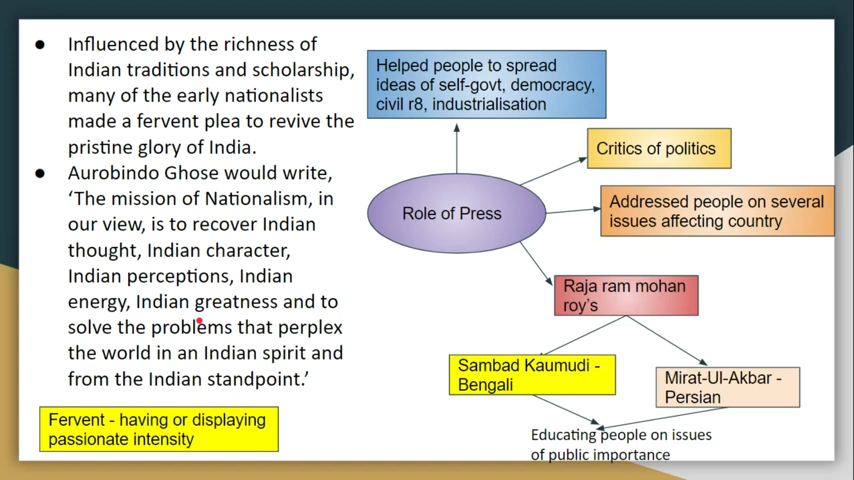 ● Influenced by the richness of
Indian traditions and scholarship,
many of the early nationalists
made a fervent plea to revive the
pristine glory of India.
● Aurobindo Ghose would write,
‘The mission of Nationalism, in
our view, is to recover Indian
thought, Indian character,
Indian perceptions, Indian
energy, Indian greatness and to
solve the problems that perplex
the world in an Indian spirit and
from the Indian standpoint.’
Fervent - having or displaying
passionate intensity
Helped people to spread
ideas of self-govt, democracy,
civil r8, industrialisation
Critics of politics
Role of Press
Addressed people on several
issues affecting country
Raja ram mohan
roy's
Sambad Kaumudi -
Bengali
Mirat-Ul-Akbar -
Persian
Educating people on issues
of public importance